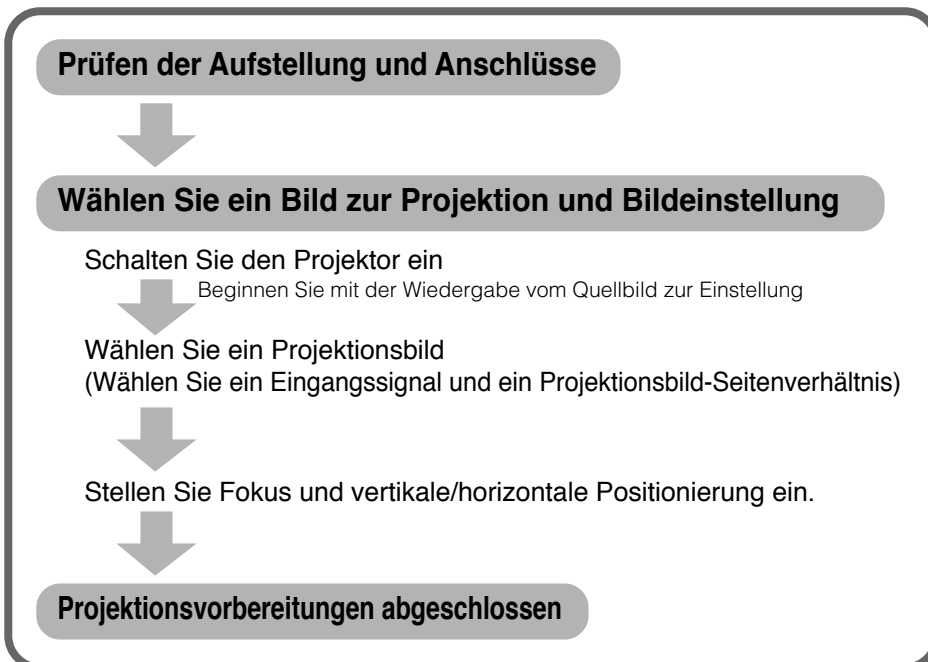 Prüfen der Aufstellung und Anschlüsse
Wählen Sie ein Bild zur Projektion und Bildeinstellung
Schalten Sie den Projektor ein
Beginnen Sie mit der Wiedergabe vom Quellbild zur Einstellung
Wählen Sie ein Projektionsbild
(Wählen Sie ein Eingangssignal und ein Projektionsbild-Seitenverhältnis)
Stellen Sie Fokus und vertikale/horizontale Positionierung ein.
Projektionsvorbereitungen abgeschlossen